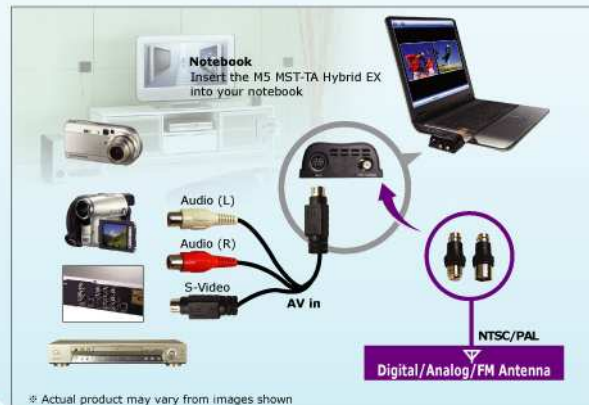 Notebook
Insert the M5 MST-TA Hybrid EX
into your notebook
Audio (L)
Audio (R)
S-Video
AV in
NTSC/PAL
Digital/Analog/FM Antenna
※ Actual product may vary from images shown